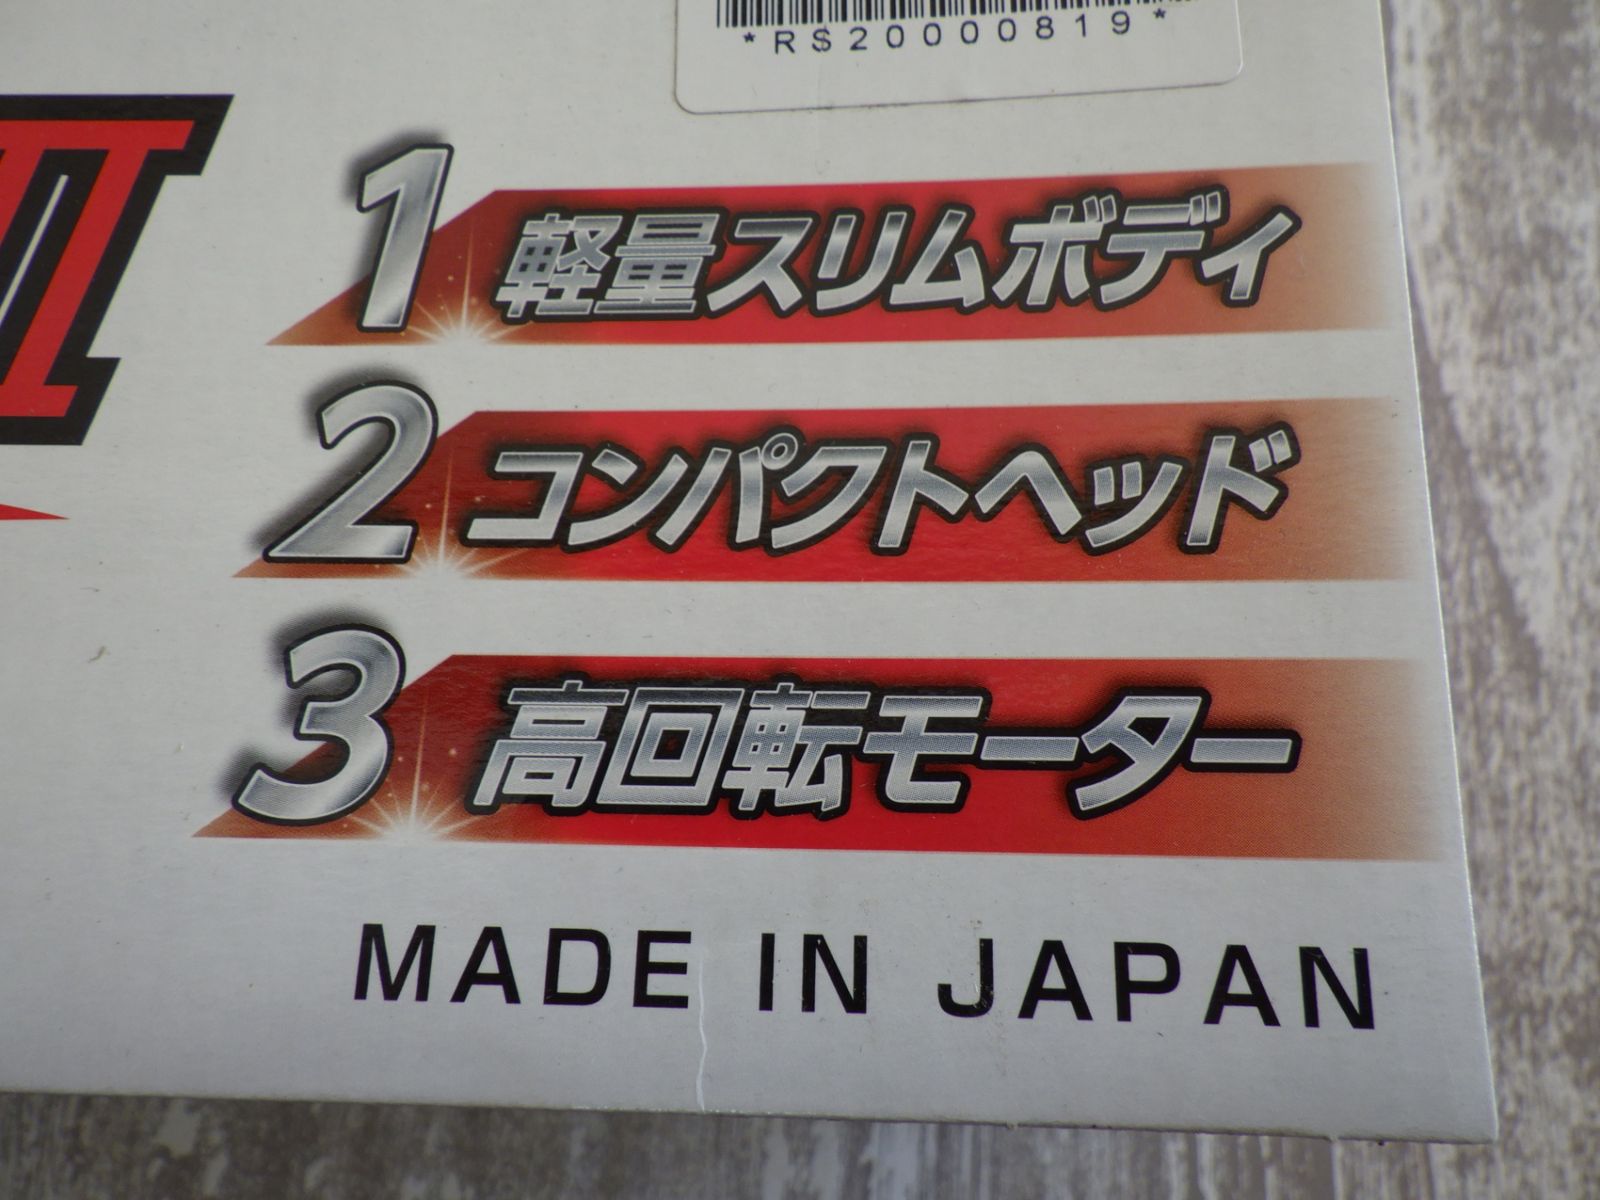 *RS20000819*
II
1 軽量スリムボディ
2 コンパクトヘッド
3 高回転モーター
MADE IN JAPAN